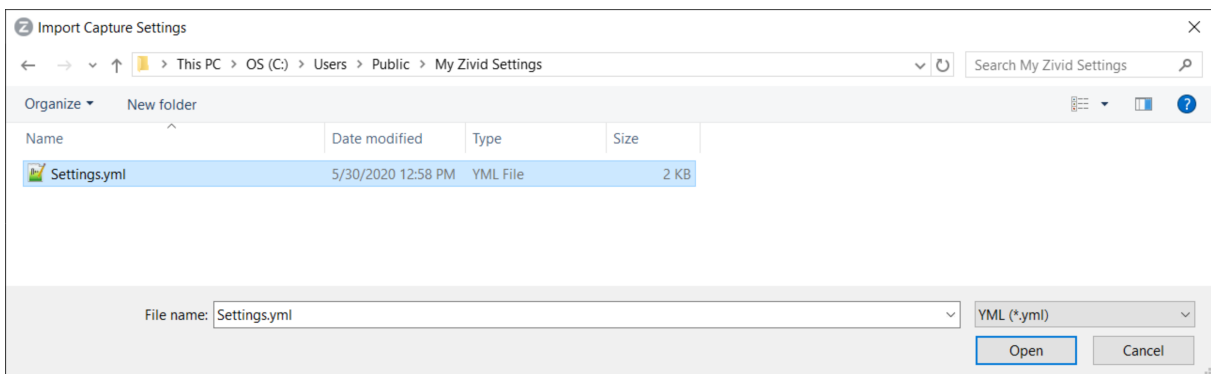 Import Capture Settings
This PC > OS (C:) > Users > Public > My Zivid Settings
Search My Zivid Settings
Organize New folder
Name Date modified Type Size
Settings.yml 5/30/2020 12:58 PM YML File 2 KB
File name: Settings.yml YML (*.yml)
Open Cancel